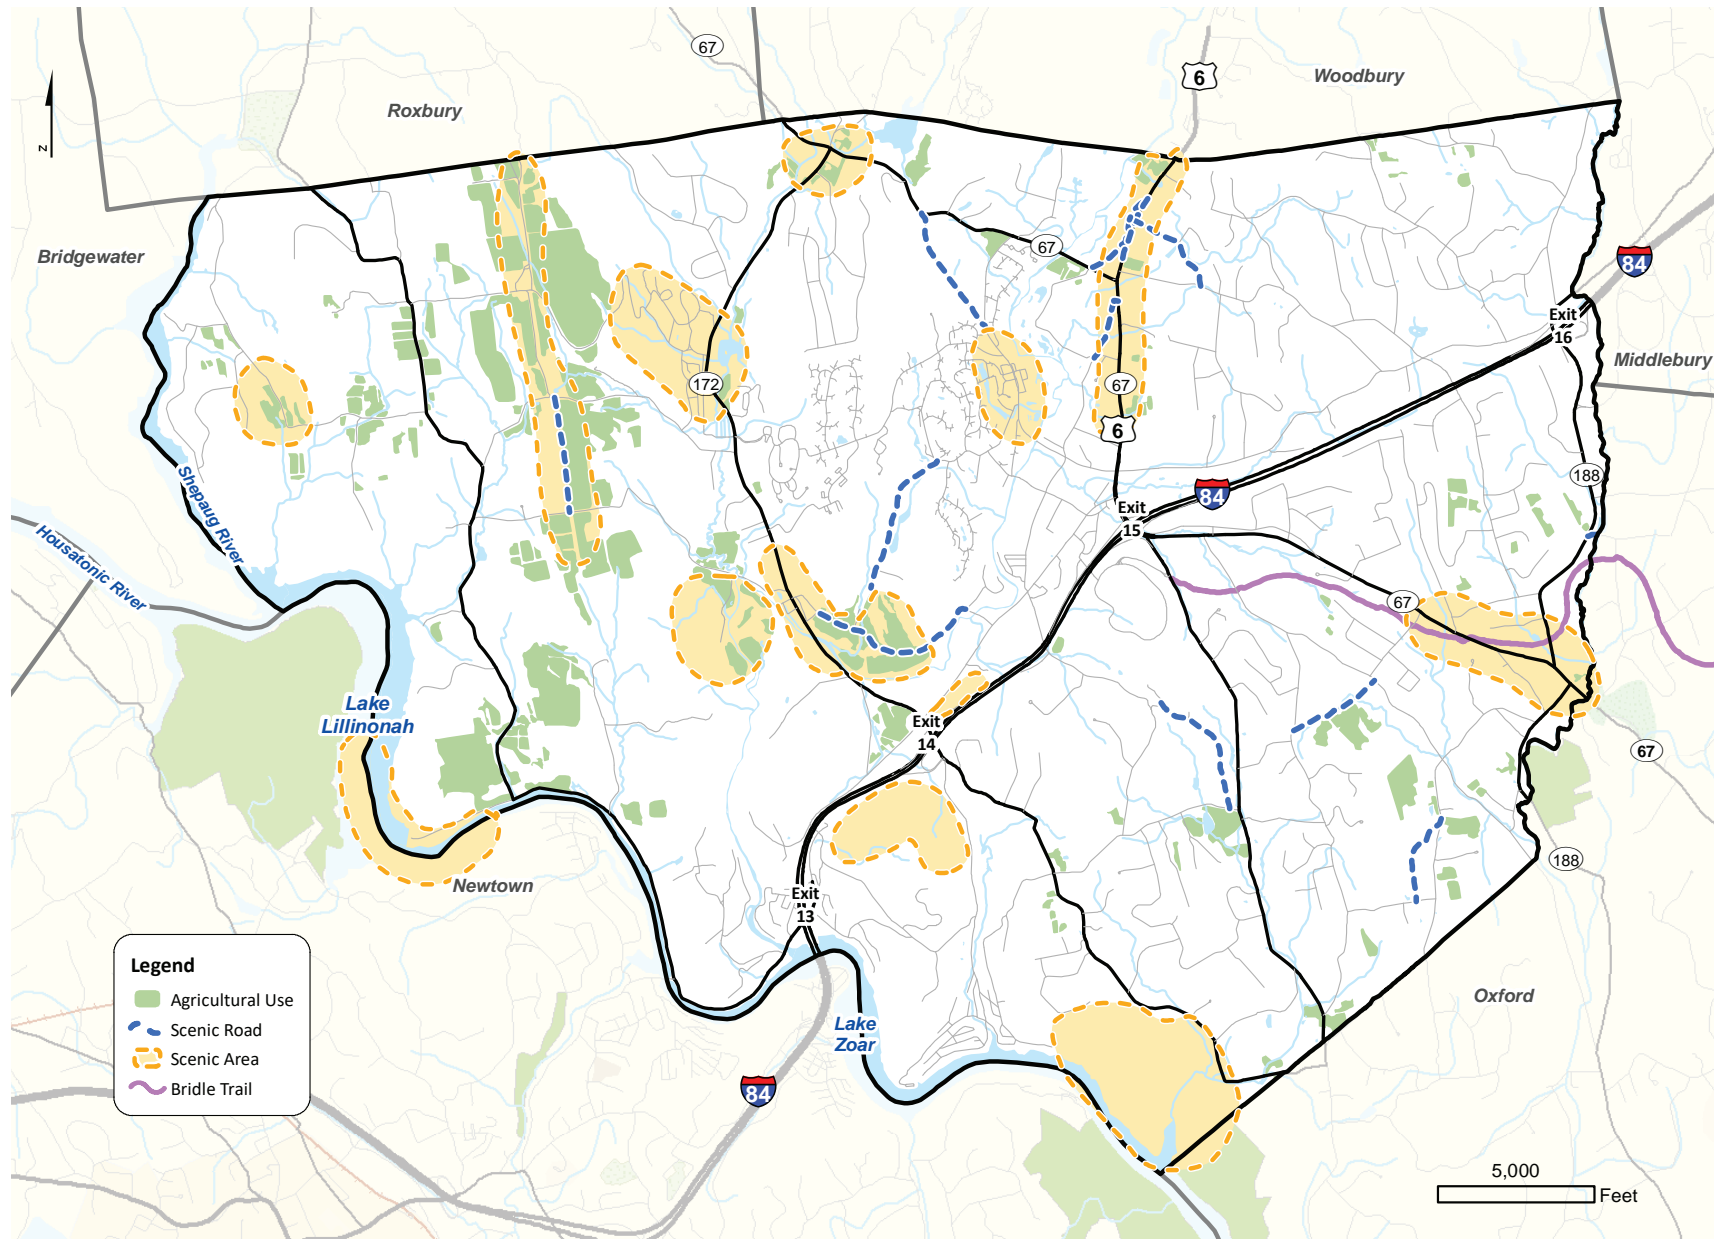 67
6
Woodbury
Roxbury
z
67
Bridgewater
84
Exit
16
Middlebury
172
67
6
188
84
Exit
15
Shepaug River
Housatonic River
67
Lake
Lillinonah
Exit
14
67
188
Newtown
Exit
13
Legend
Agricultural Use
Scenic Road
Scenic Area
Bridle Trail
Oxford
Lake
Zoar
84
5,000
Feet